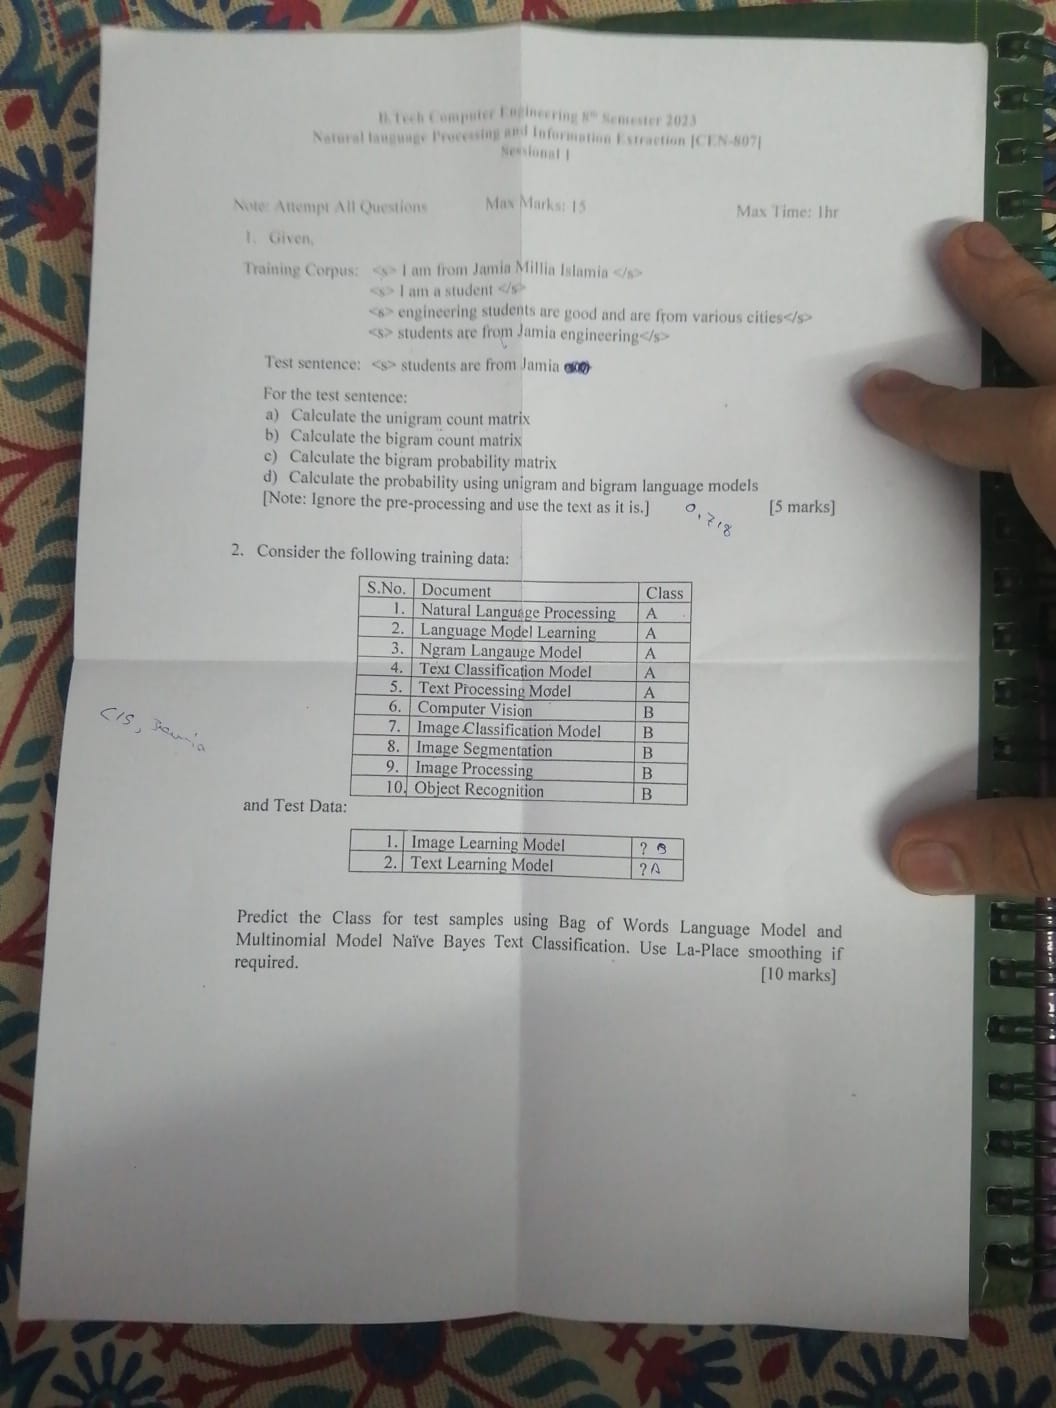 B.Tech Computer Engineering 8th Semester 2023
Natural language Processing and Information Extraction [CEN-807]
Sessional 1
Note: Attempt All Questions Max Marks: 15 Max Time: 1hr
1. Given,
Training Corpus: <s> I am from Jamia Millia Islamia </s>
<s> I am a student </s>
<s> engineering students are good and are from various cities</s>
<s> students are from Jamia engineering</s>
Test sentence: <s> students are from Jamia
For the test sentence:
a) Calculate the unigram count matrix
b) Calculate the bigram count matrix
c) Calculate the bigram probability matrix
d) Calculate the probability using unigram and bigram language models
[Note: Ignore the pre-processing and use the text as it is.] [5 marks]
2. Consider the following training data:
S.No. Document Class
1. Natural Language Processing A
2. Language Model Learning A
3. Ngram Langauge Model A
4. Text Classification Model A
5. Text Processing Model A
6. Computer Vision B
7. Image Classification Model B
8. Image Segmentation B
9. Image Processing B
10. Object Recognition B
and Test Data:
1. Image Learning Model ? B
2. Text Learning Model ? A
Predict the Class for test samples using Bag of Words Language Model and
Multinomial Model Naïve Bayes Text Classification. Use La-Place smoothing if
required. [10 marks]